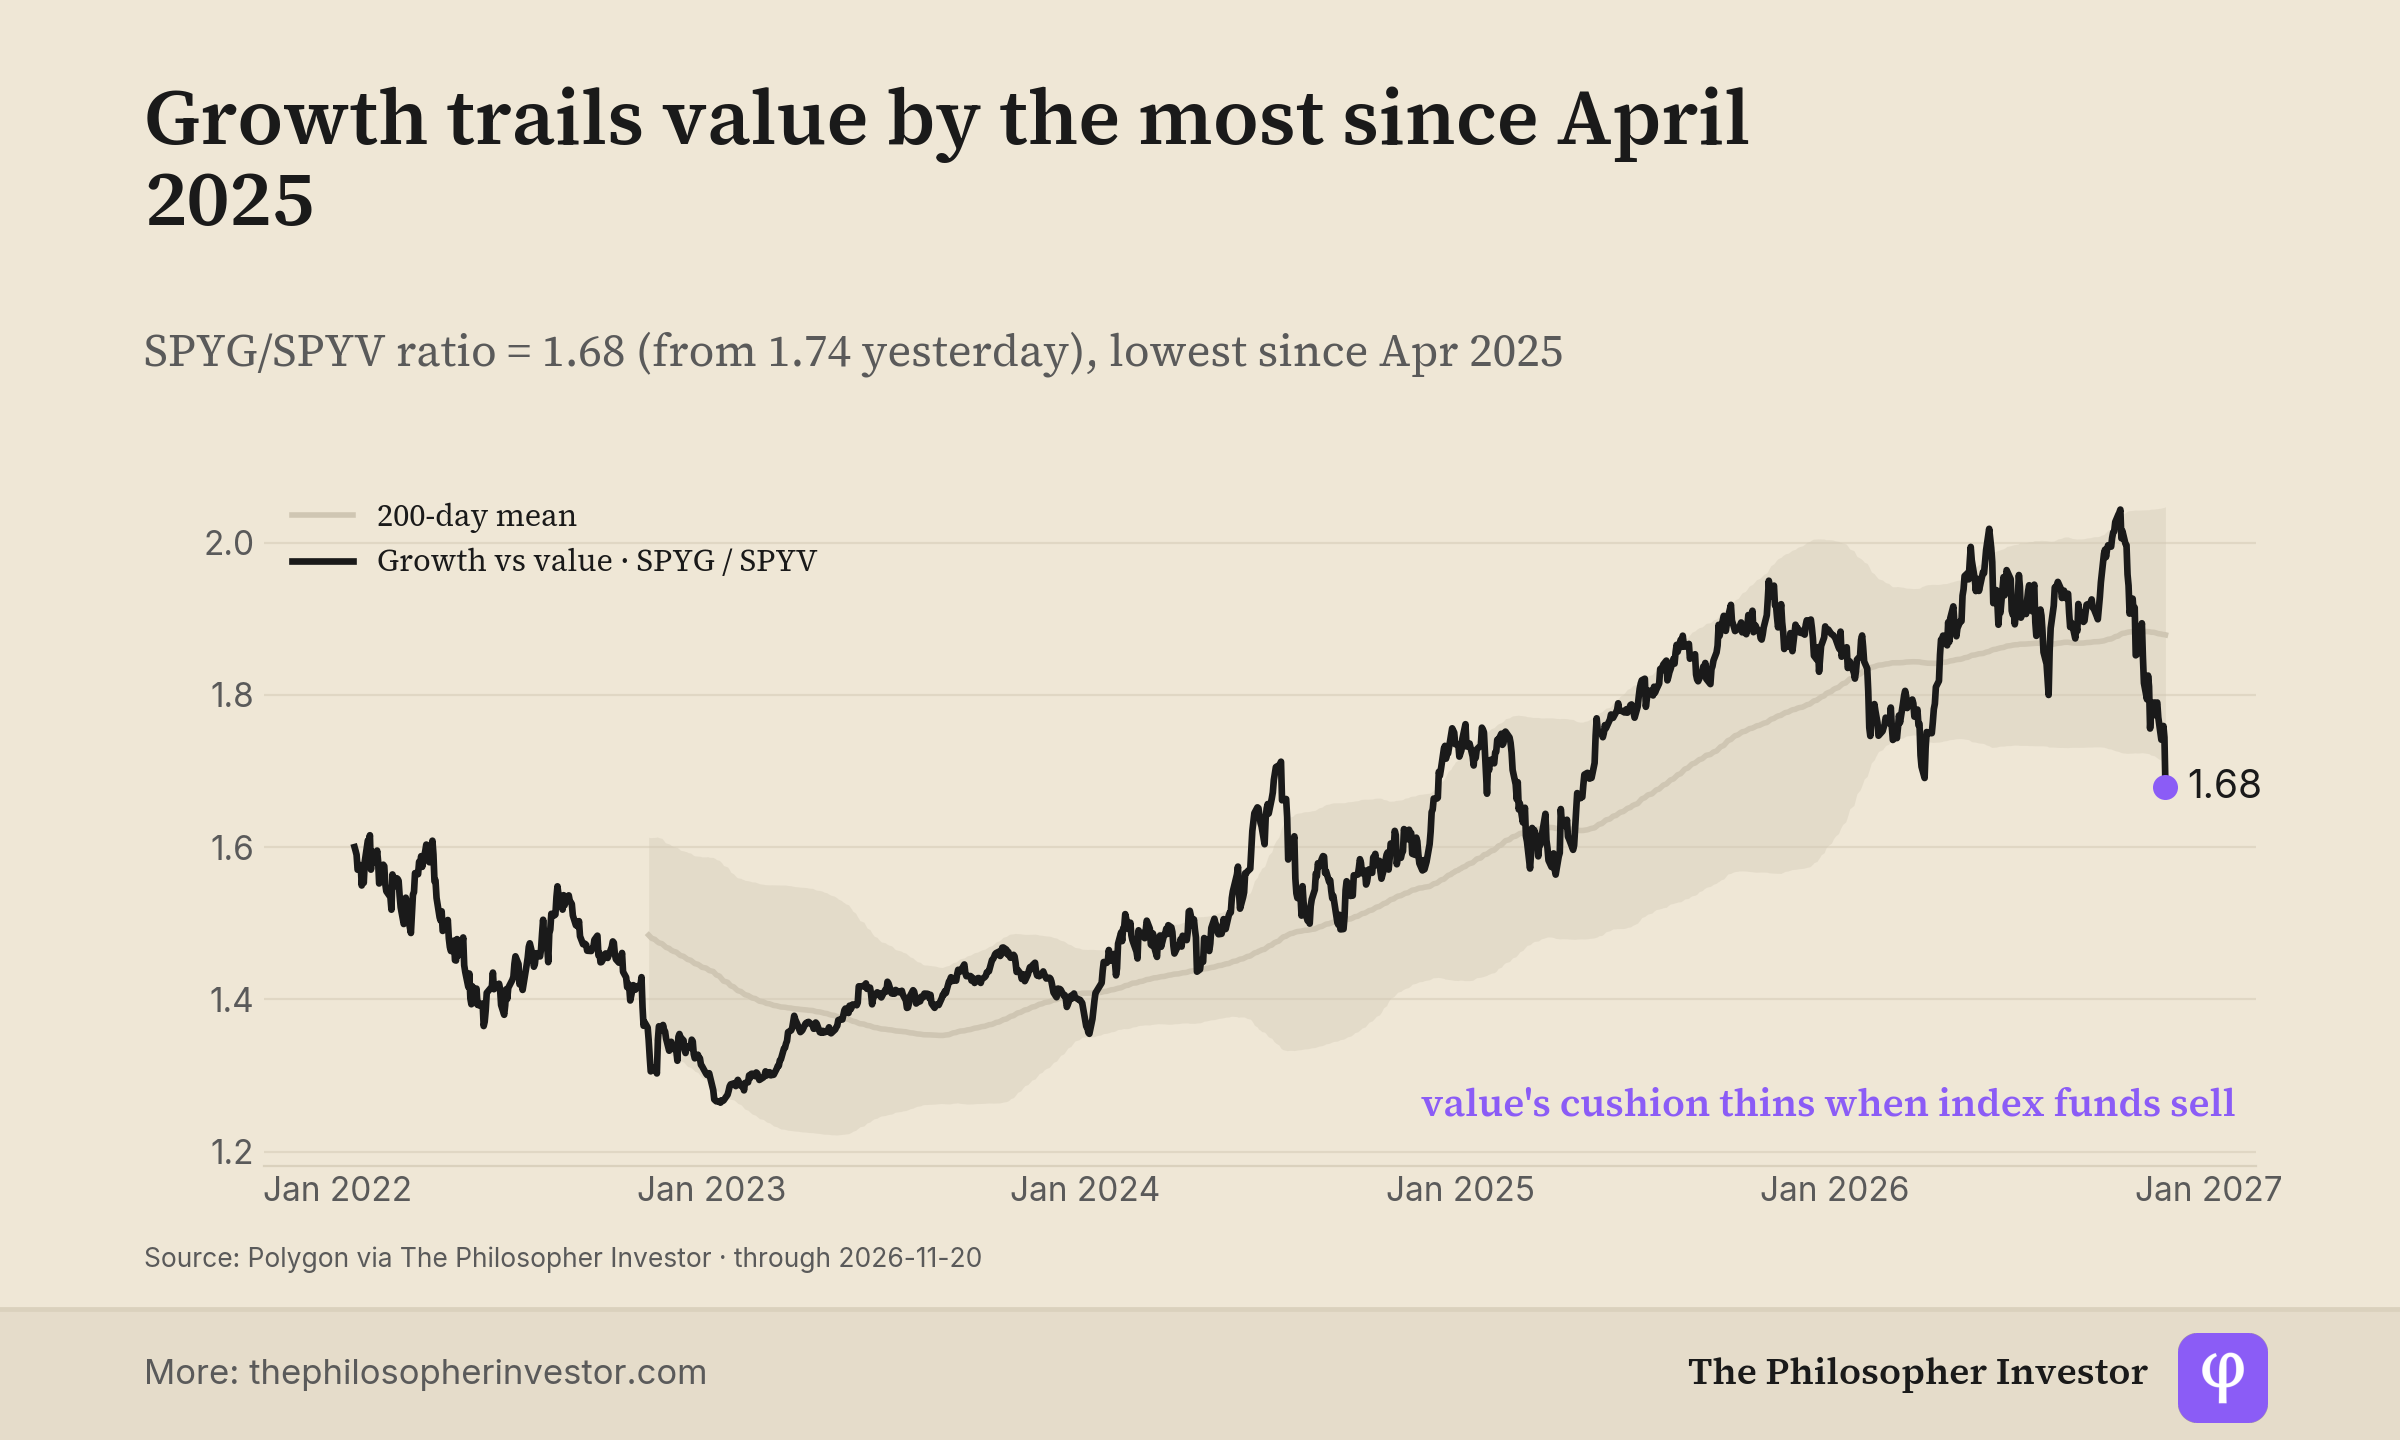 Growth trails value by the most since April
2025
SPYG/SPYV ratio = 1.68 (from 1.74 yesterday), lowest since Apr 2025
200-day mean
Growth vs value · SPYG / SPYV
2.0
1.8
1.6
1.4
1.2
1.68
value's cushion thins when index funds sell
Jan 2022 Jan 2023 Jan 2024 Jan 2025 Jan 2026 Jan 2027
Source: Polygon via The Philosopher Investor · through 2026-11-20
More: thephilosopherinvestor.com
The Philosopher Investor
φ